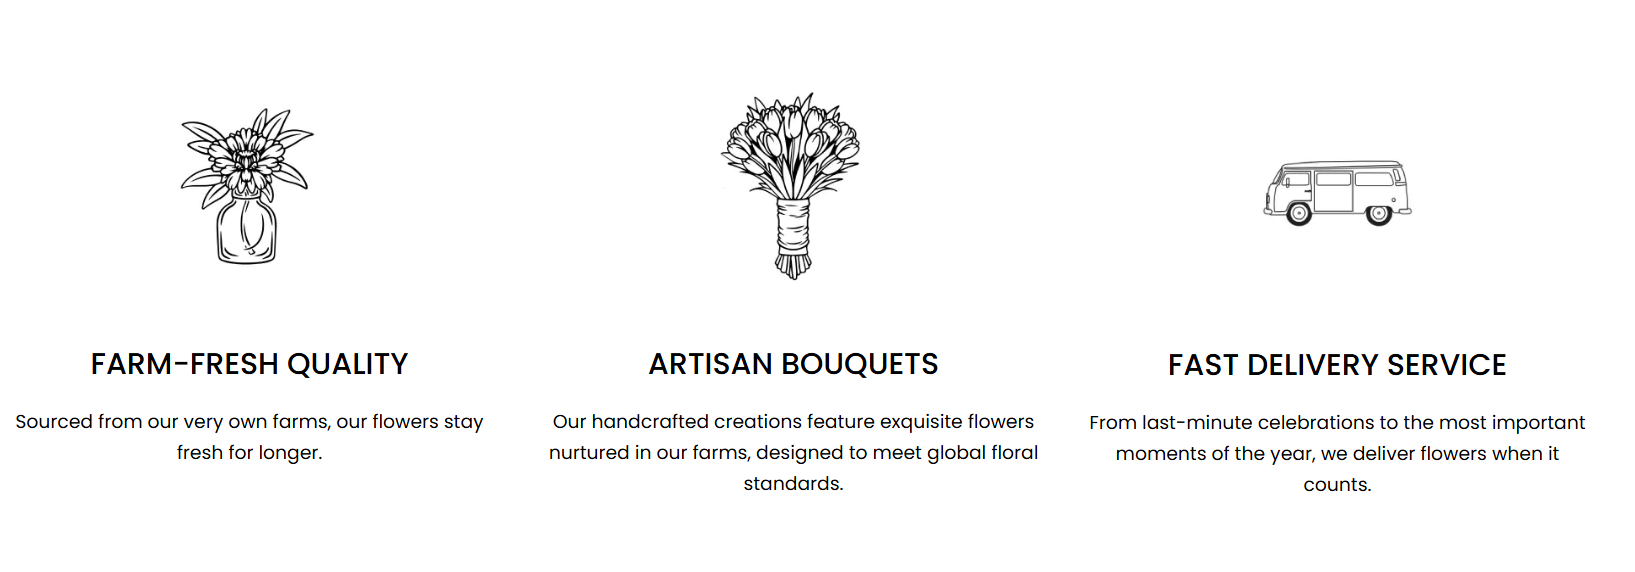 FARM-FRESH QUALITY
Sourced from our very own farms, our flowers stay
fresh for longer.
ARTISAN BOUQUETS
Our handcrafted creations feature exquisite flowers
nurtured in our farms, designed to meet global floral
standards.
FAST DELIVERY SERVICE
From last-minute celebrations to the most important
moments of the year, we deliver flowers when it
counts.